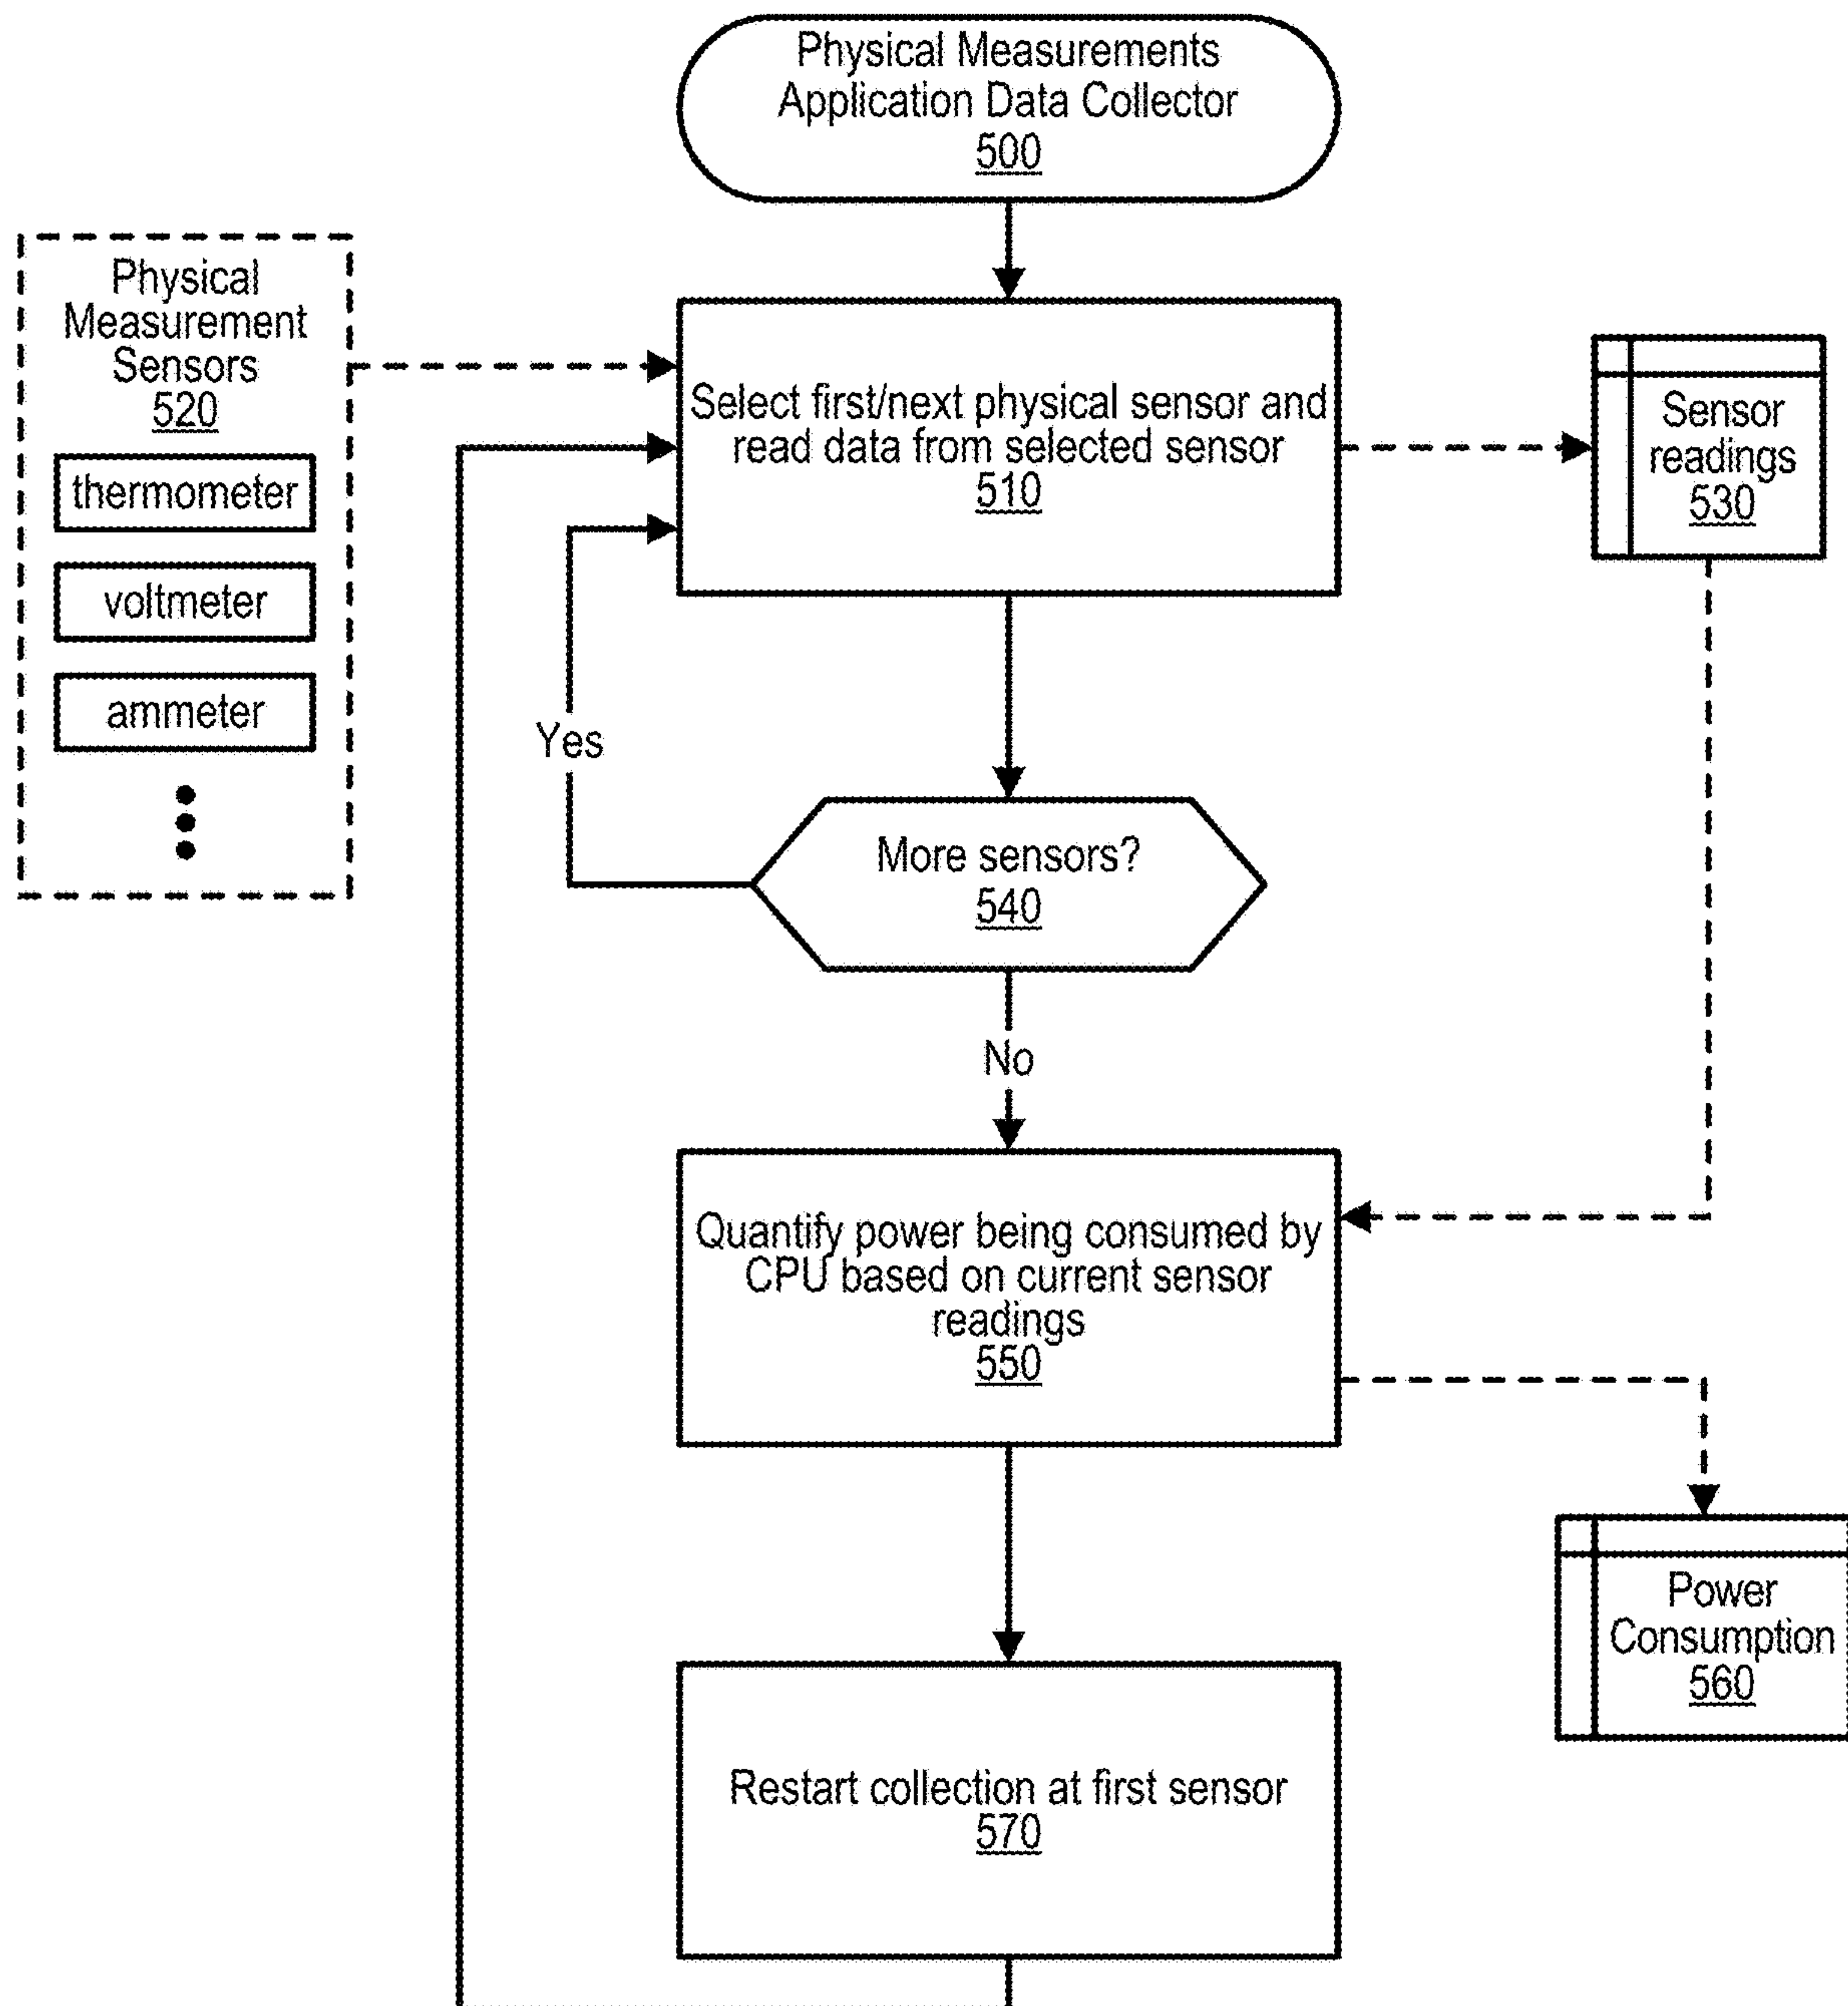 Physical Measurements
Application Data Collector
500
Physical
Measurement
Sensors
520
thermometer
voltmeter
ammeter
Select first/next physical sensor and
read data from selected sensor
510
Sensor
readings
530
Yes
More sensors?
540
No
Quantify power being consumed by
CPU based on current sensor
readings
550
Power
Consumption
560
Restart collection at first sensor
570